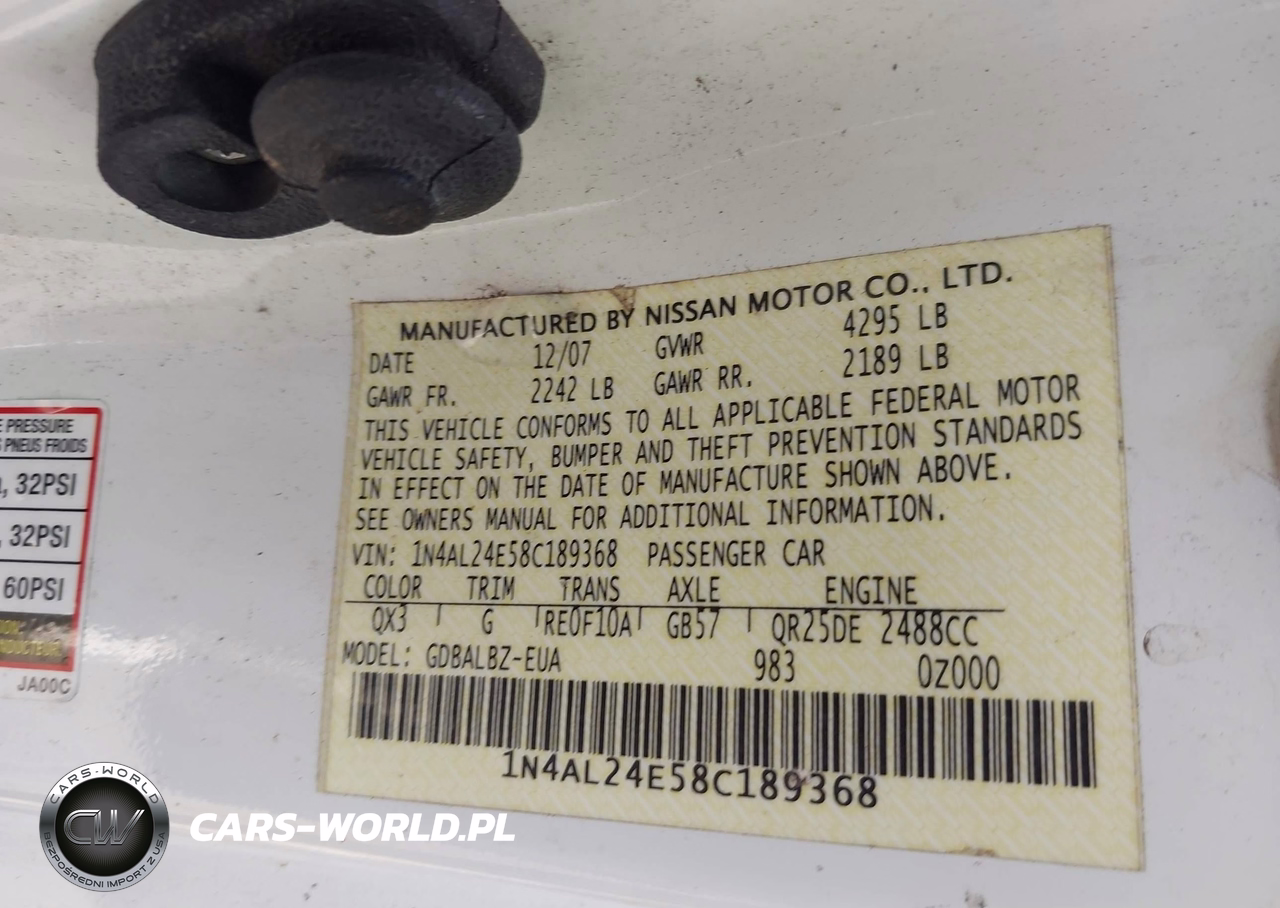 MANUFACTURED BY NISSAN MOTOR CO., LTD.
DATE 12/07 GVWR 4295 LB
GAWR FR. 2242 LB GAWR RR. 2189 LB
THIS VEHICLE CONFORMS TO ALL APPLICABLE FEDERAL MOTOR
VEHICLE SAFETY, BUMPER AND THEFT PREVENTION STANDARDS
IN EFFECT ON THE DATE OF MANUFACTURE SHOWN ABOVE.
SEE OWNERS MANUAL FOR ADDITIONAL INFORMATION.
VIN: 1N4AL24E58C189368 PASSENGER CAR
COLOR TRIM TRANS AXLE ENGINE
QX3 G RE0F10A GB57 QR25DE 2488CC
MODEL: GDBALBZ-EUA 983 0Z000
1N4AL24E58C189368
PRESSURE
PNEUS FROIDS
32PSI
32PSI
60PSI
JA00C
CARS-WORLD
CW
BEZPOŚREDNI IMPORT Z USA
CARS-WORLD.PL